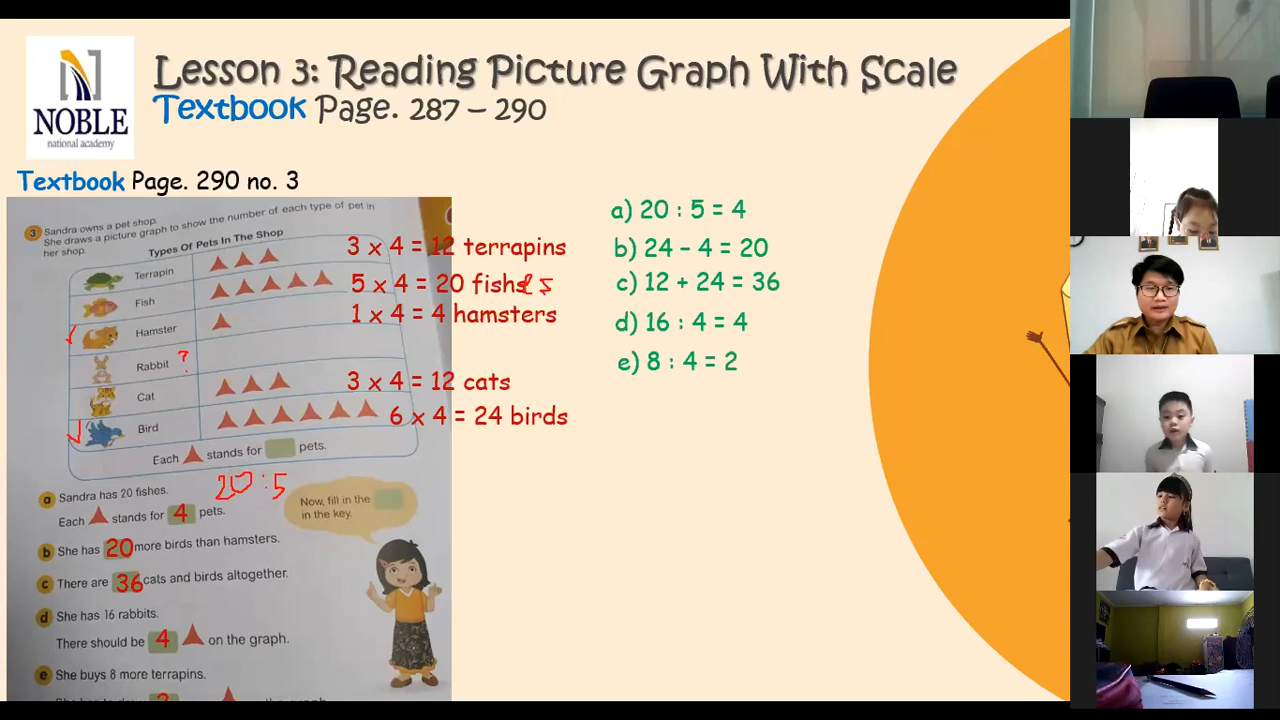 Lesson 3: Reading Picture Graph With Scale
Textbook Page. 287 – 290
NOBLE
national academy
Textbook Page. 290 no. 3
3 Sandra owns a pet shop.
She draws a picture graph to show the number of each type of pet in
her shop.
Types Of Pets In The Shop
Terrapin
3 x 4 = 12 terrapins
Fish
5 x 4 = 20 fishs
Hamster
1 x 4 = 4 hamsters
Rabbit ?
Cat
3 x 4 = 12 cats
Bird
6 x 4 = 24 birds
Each stands for pets.
20 : 5
a Sandra has 20 fishes.
Each stands for 4 pets.
Now, fill in the
in the key.
b She has 20 more birds than hamsters.
c There are 36 cats and birds altogether.
d She has 16 rabbits.
There should be 4 on the graph.
e She buys 8 more terrapins.
a) 20 : 5 = 4
b) 24 – 4 = 20
c) 12 + 24 = 36
d) 16 : 4 = 4
e) 8 : 4 = 2